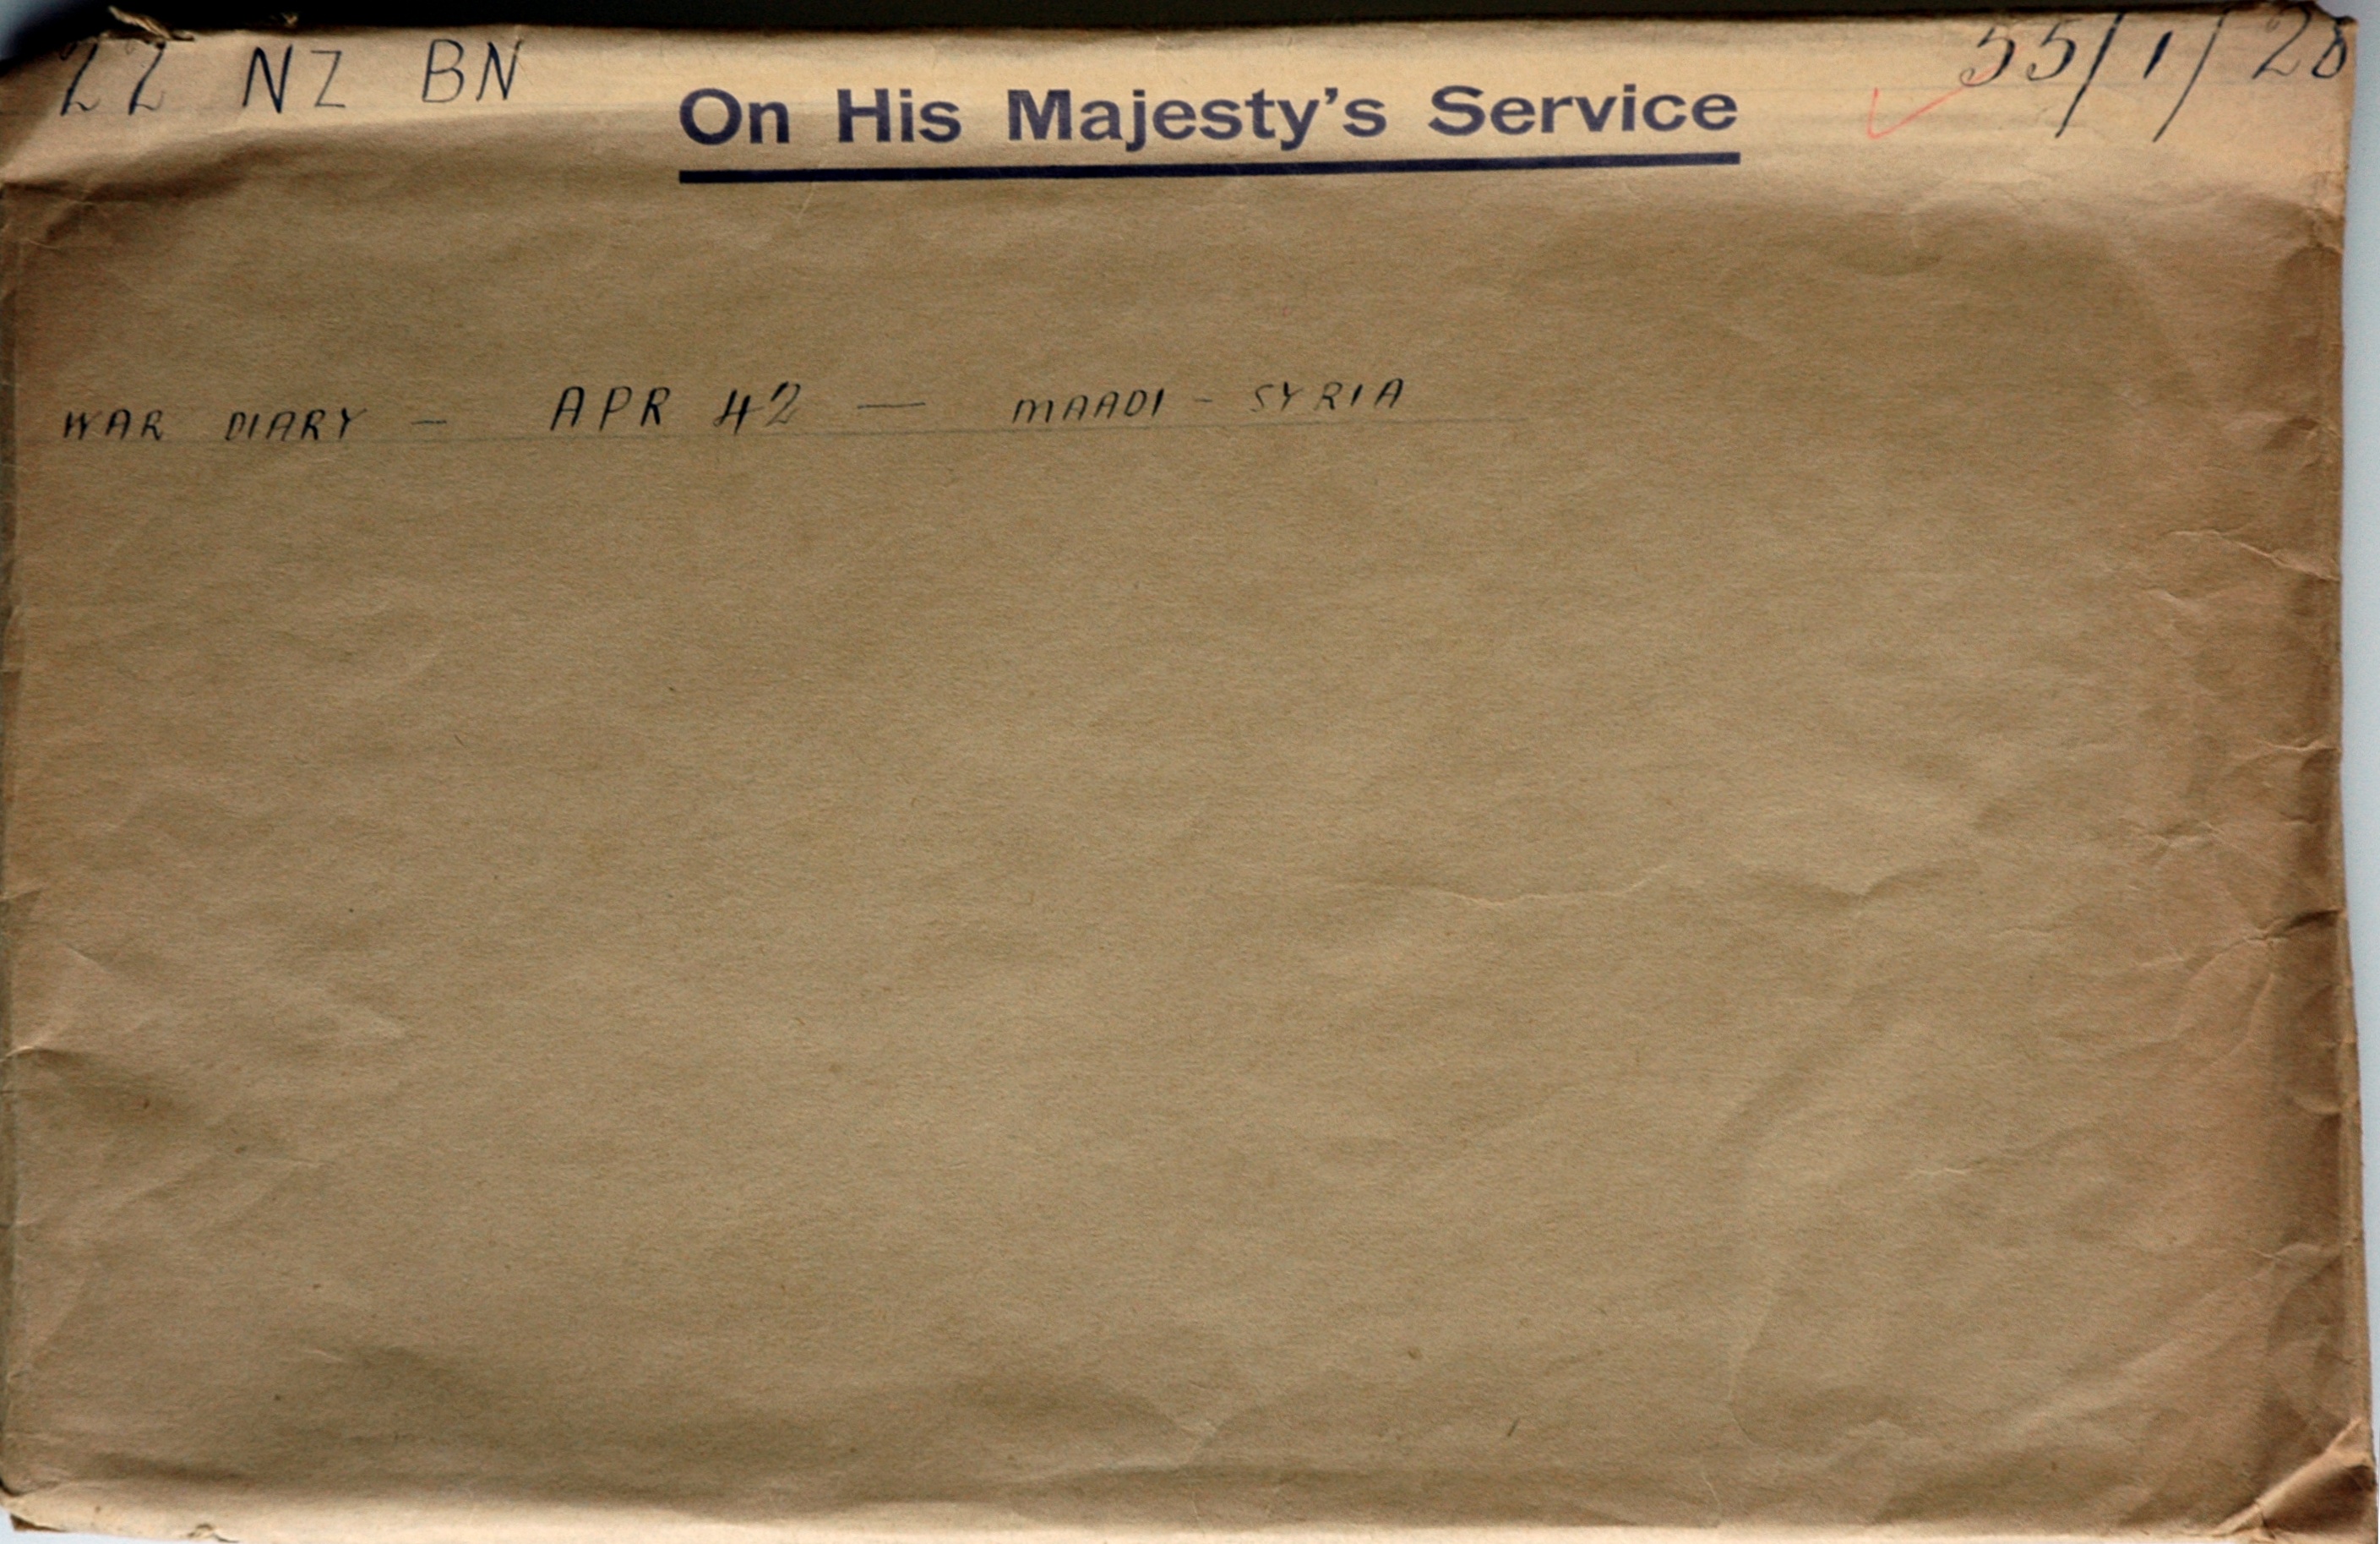 22 NZ BN
On His Majesty's Service
55/1/28
WAR DIARY - APR 42 — MAADI - SYRIA